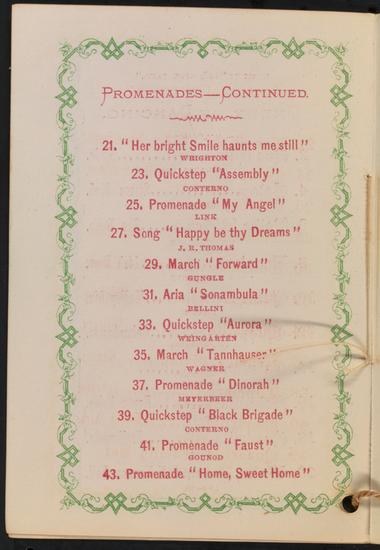 PROMENADES—CONTINUED.
21. "Her bright Smile haunts me still"
WRIGHTON
23. Quickstep "Assembly"
CONTERNO
25. Promenade "My Angel"
LINK
27. Song "Happy be thy Dreams"
J. R. THOMAS
29. March "Forward"
GUNGLE
31. Aria "Sonambula"
BELLINI
33. Quickstep "Aurora"
WEINGARTEN
35. March "Tannhauser"
WAGNER
37. Promenade "Dinorah"
MEYERBEER
39. Quickstep "Black Brigade"
CONTERNO
41. Promenade "Faust"
GOUNOD
43. Promenade "Home, Sweet Home"